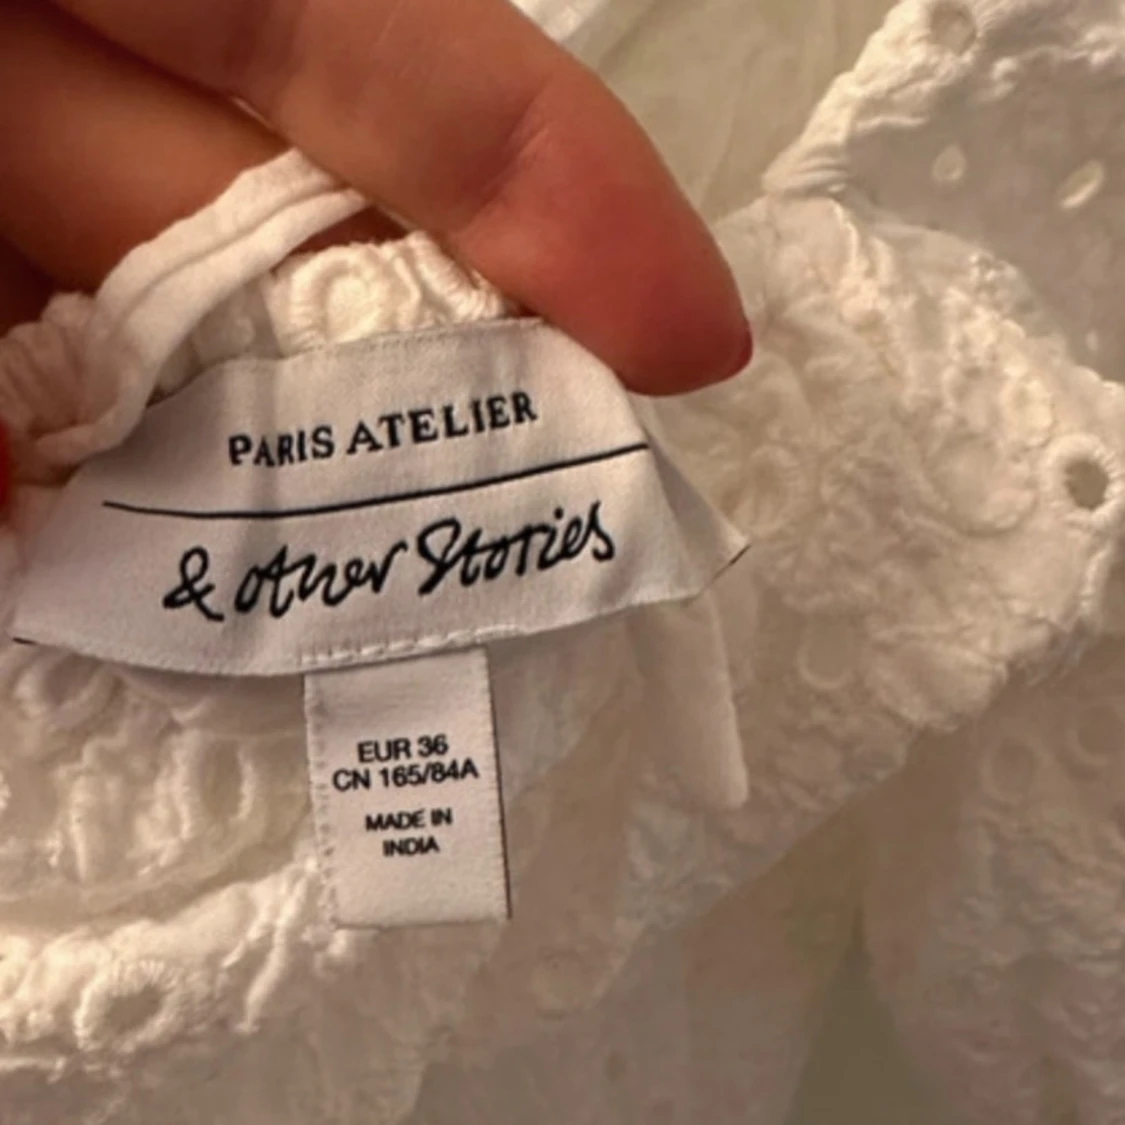 PARIS ATELIER
& other Stories
EUR 36
CN 165/84A
MADE IN
INDIA